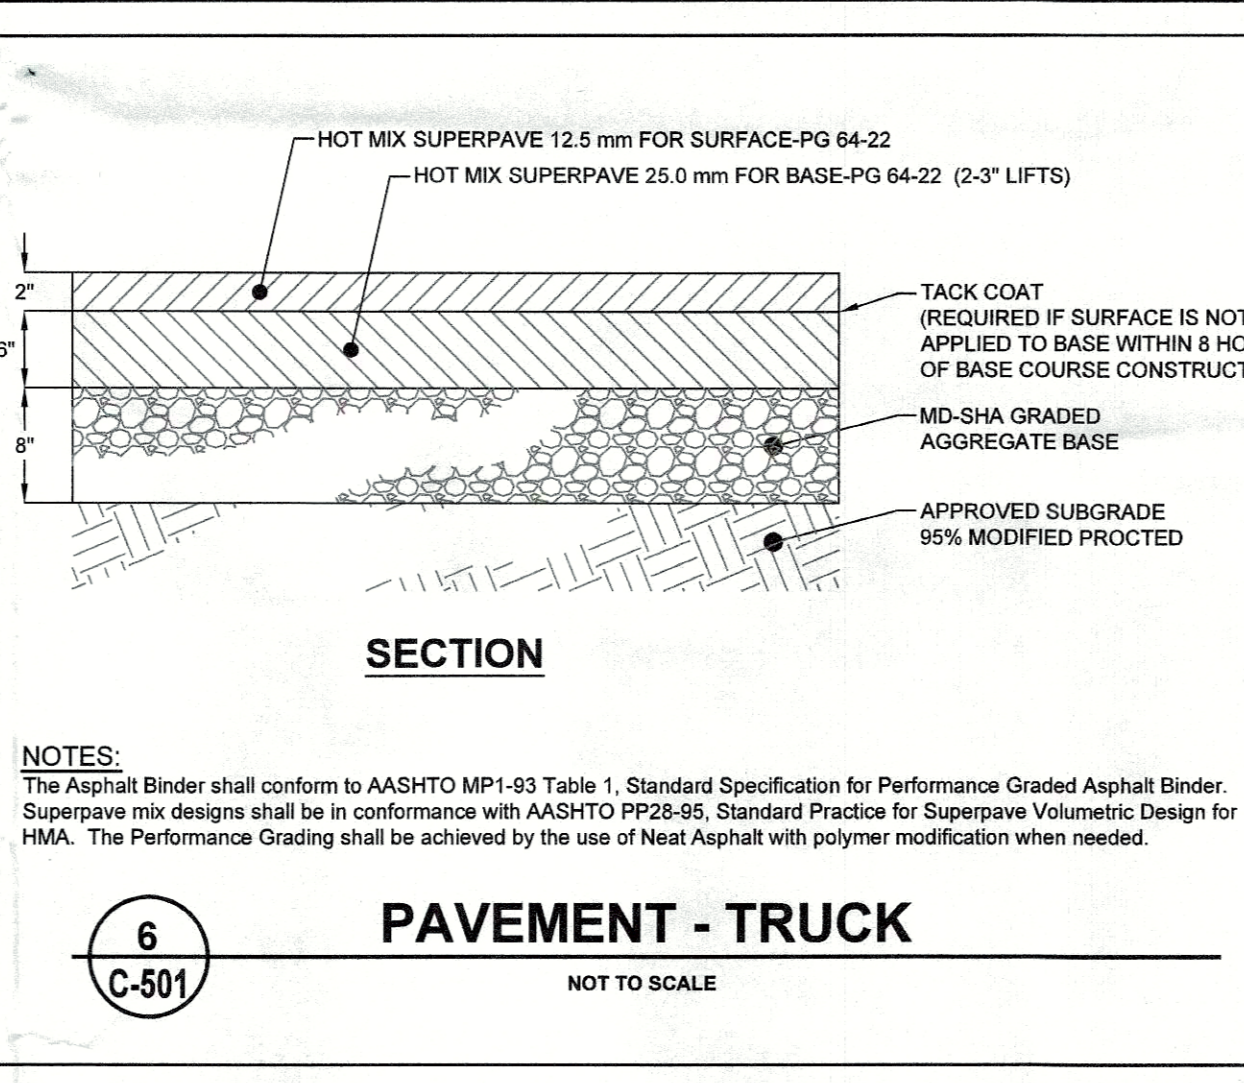 HOT MIX SUPERPAVE 12.5 mm FOR SURFACE-PG 64-22
HOT MIX SUPERPAVE 25.0 mm FOR BASE-PG 64-22 (2-3" LIFTS)
2"
6"
8"
TACK COAT
(REQUIRED IF SURFACE IS NOT
APPLIED TO BASE WITHIN 8
OF BASE COURSE
MD-SHA GRADED
AGGREGATE BASE
APPROVED SUBGRADE
95% MODIFIED PROCTED
SECTION
NOTES:
The Asphalt Binder shall conform to AASHTO MP1-93 Table 1, Standard Specification for Performance Graded Asphalt Binder.
Superpave mix designs shall be in conformance with AASHTO PP28-95, Standard Practice for Superpave Volumetric Design for
HMA. The Performance Grading shall be achieved by the use of Neat Asphalt with polymer modification when needed.
6
C-501
PAVEMENT - TRUCK
NOT TO SCALE